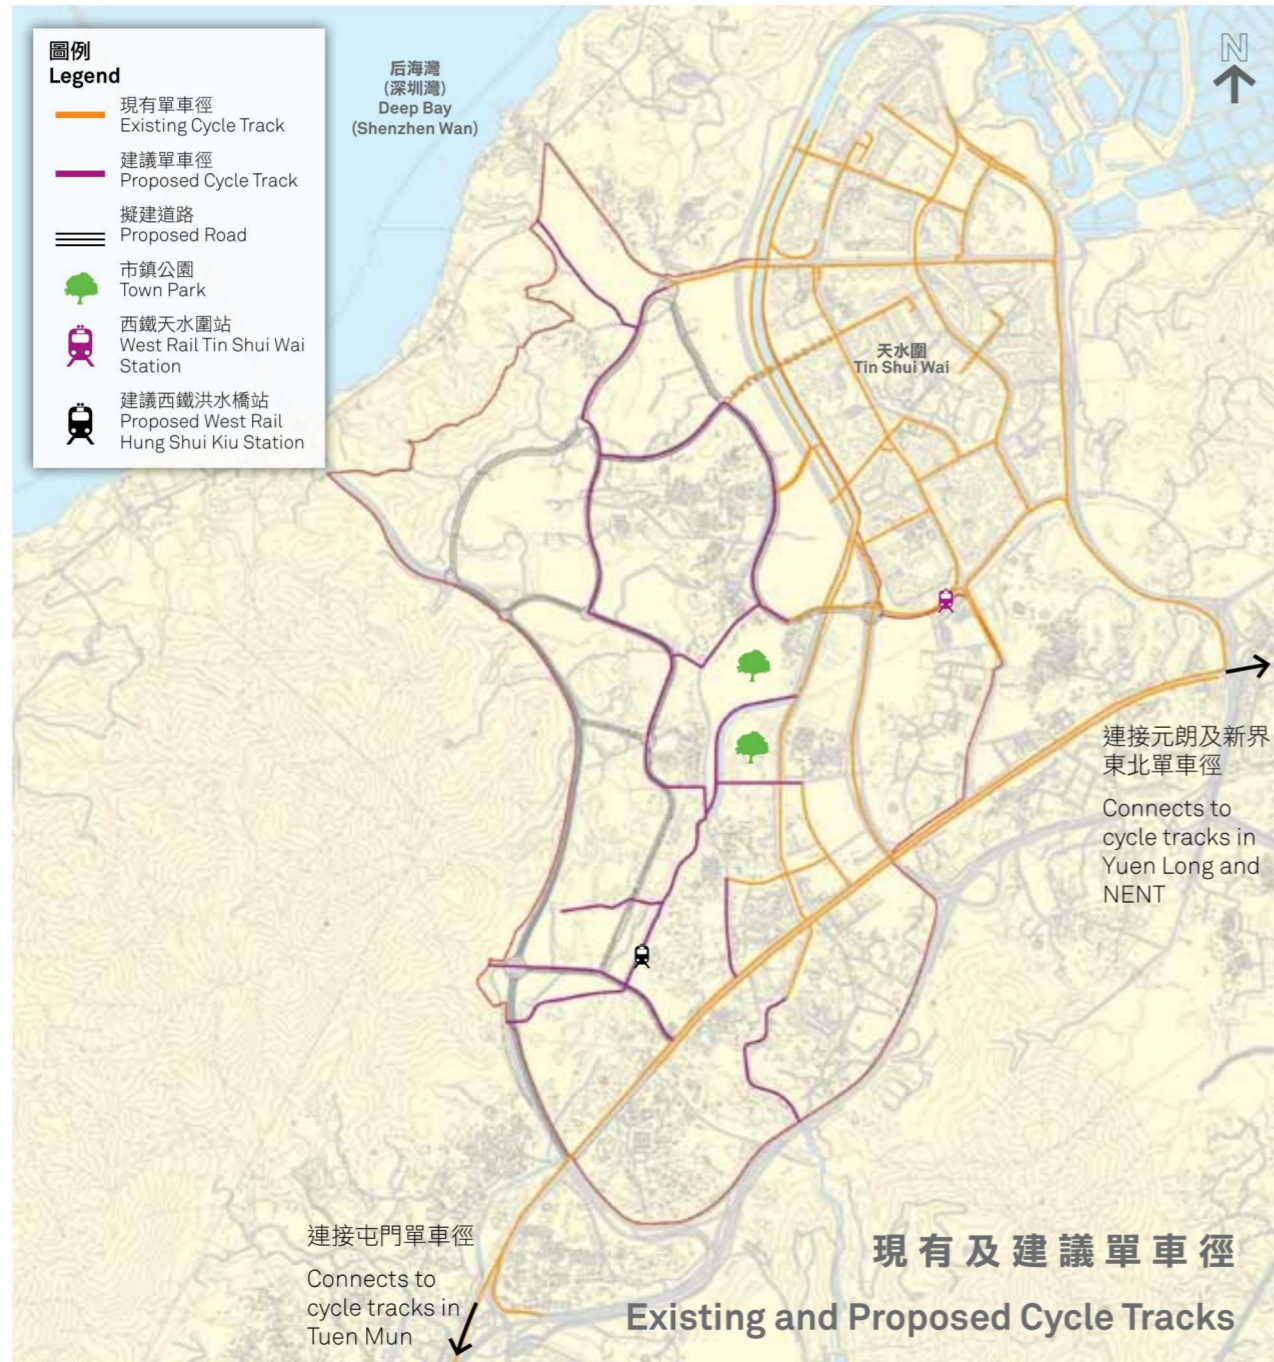 圖例
Legend
現有單車徑
Existing Cycle Track
建議單車徑
Proposed Cycle Track
擬建道路
Proposed Road
市鎮公園
Town Park
西鐵天水圍站
West Rail Tin Shui Wai
Station
建議西鐵洪水橋站
Proposed West Rail
Hung Shui Kiu Station
后海灣
(深圳灣)
Deep Bay
(Shenzhen Wan)
N
天水圍
Tin Shui Wai
連接元朗及新界
東北單車徑
Connects to
cycle tracks in
Yuen Long and
NENT
連接屯門單車徑
Connects to
cycle tracks in
Tuen Mun
現有及建議單車徑
Existing and Proposed Cycle Tracks